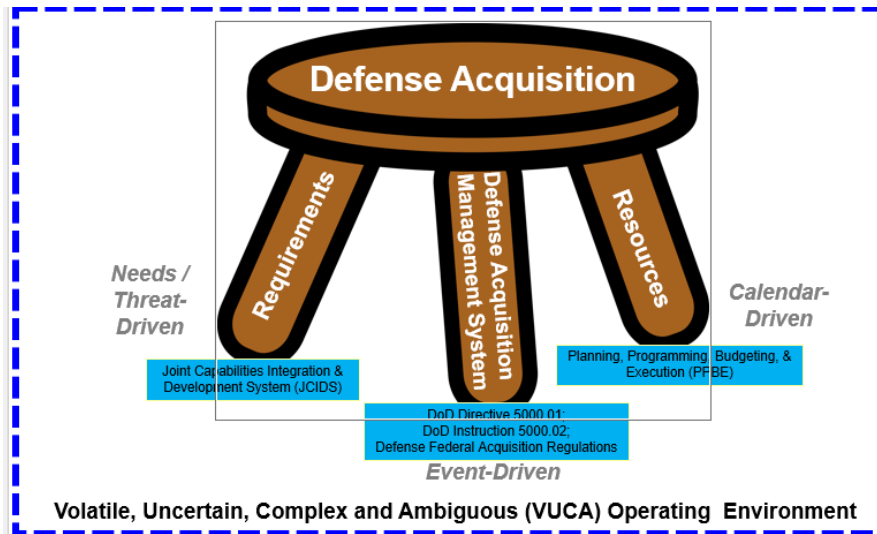 Defense Acquisition
Requirements
Defense Acquisition
Management System
Resources
Needs /
Threat-
Driven
Calendar-
Driven
Joint Capabilities Integration &
Development System (JCIDS)
Planning, Programming, Budgeting, &
Execution (PPBE)
DoD Directive 5000.01;
DoD Instruction 5000.02;
Defense Federal Acquisition Regulations
Event-Driven
Volatile, Uncertain, Complex and Ambiguous (VUCA) Operating Environment